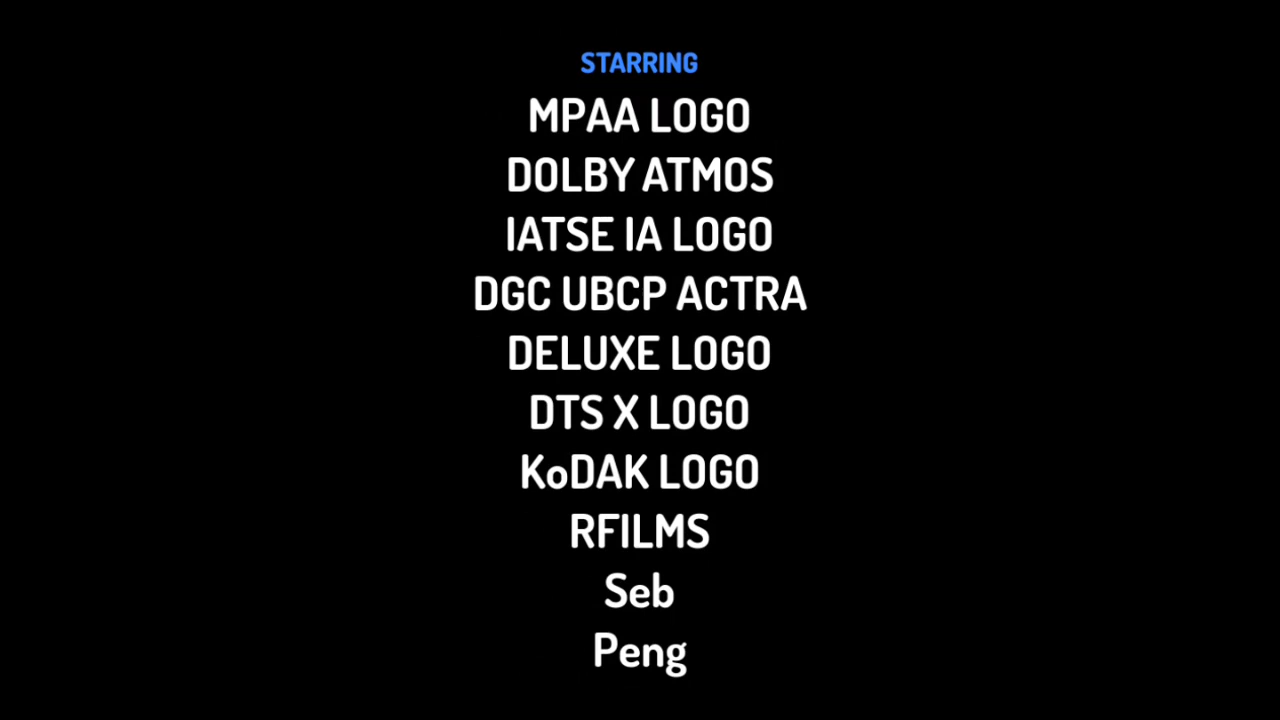 STARRING
MPAA LOGO
DOLBY ATMOS
IATSE IA LOGO
DGC UBCP ACTRA
DELUXE LOGO
DTS X LOGO
KoDAK LOGO
RFILMS
Seb
Peng